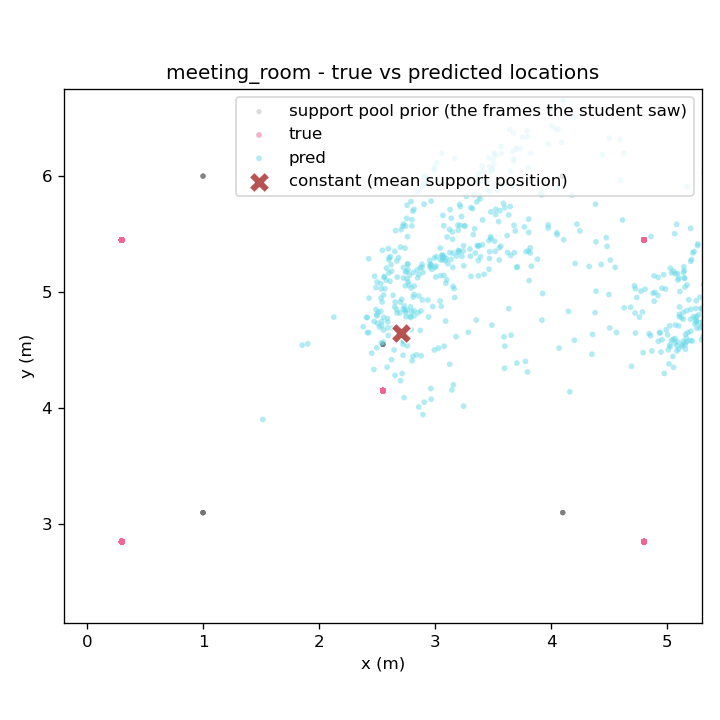 meeting_room - true vs predicted locations
support pool prior (the frames the student saw)
true
pred
constant (mean support position)
6
5
4
3
y (m)
0 1 2 3 4 5
x (m)